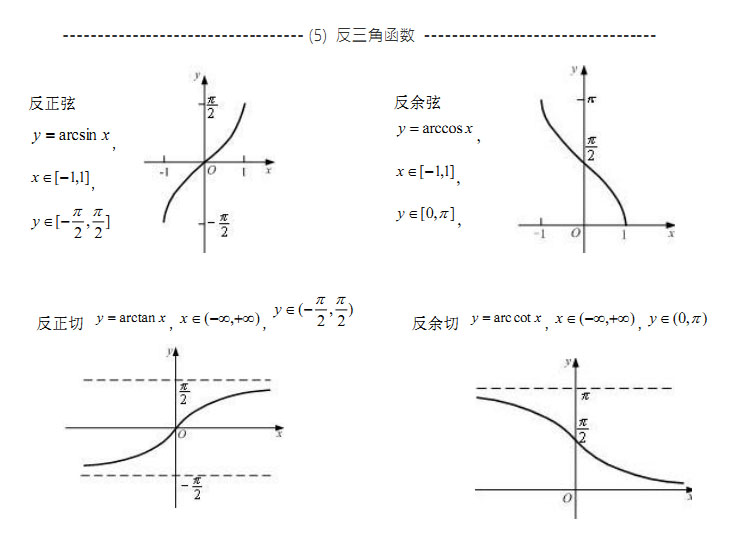 (5) 反三角函数
反正弦
y = arcsin x ,
x∈[-1,1],
y∈[-π/2, π/2]
y
π/2
-1
O
1
x
-π/2
反余弦
y = arccos x ,
x∈[-1,1],
y∈[0,π],
y
π
π/2
-1
O
1
x
反正切 y = arctan x , x∈(-∞,+∞), y∈(-π/2, π/2)
y
π/2
O
x
-π/2
反余切 y = arc cot x , x∈(-∞,+∞), y∈(0,π)
y
π
π/2
O
x